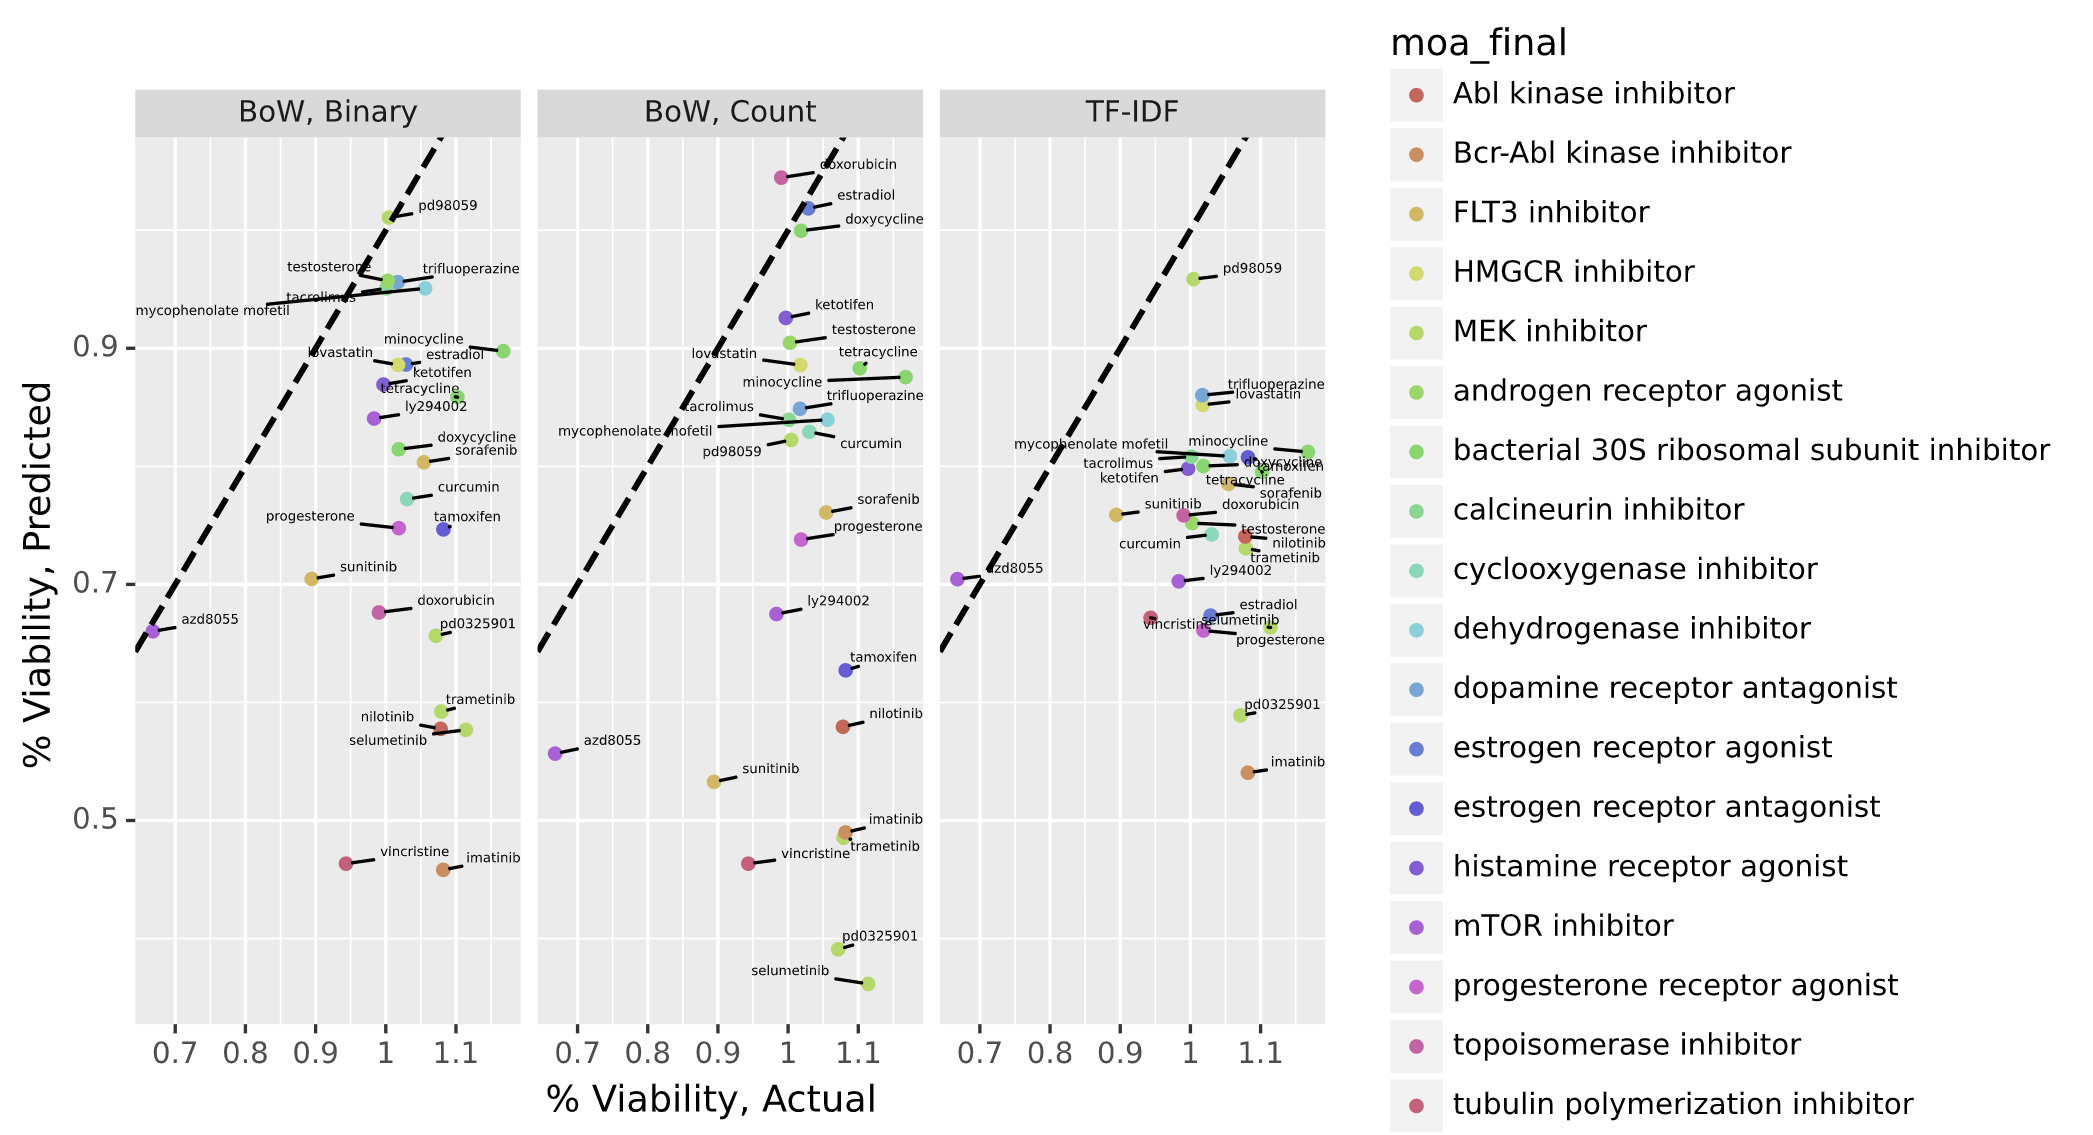 moa_final
Abl kinase inhibitor
Bcr-Abl kinase inhibitor
FLT3 inhibitor
HMGCR inhibitor
MEK inhibitor
androgen receptor agonist
bacterial 30S ribosomal subunit inhibitor
calcineurin inhibitor
cyclooxygenase inhibitor
dehydrogenase inhibitor
dopamine receptor antagonist
estrogen receptor agonist
estrogen receptor antagonist
histamine receptor agonist
mTOR inhibitor
progesterone receptor agonist
topoisomerase inhibitor
tubulin polymerization inhibitor
% Viability, Predicted
0.9
0.7
0.5
BoW, Binary
pd98059
testosterone
trifluoperazine
tacrolimus
mycophenolate mofetil
minocycline
lovastatin
estradiol
ketotifen
tetracycline
ly294002
doxycycline
sorafenib
curcumin
progesterone
tamoxifen
sunitinib
doxorubicin
azd8055
pd0325901
trametinib
nilotinib
selumetinib
vincristine
imatinib
0.7 0.8 0.9 1 1.1
BoW, Count
doxorubicin
estradiol
doxycycline
ketotifen
testosterone
lovastatin
tetracycline
minocycline
trifluoperazine
tacrolimus
mycophenolate mofetil
curcumin
pd98059
sorafenib
progesterone
ly294002
tamoxifen
nilotinib
azd8055
sunitinib
imatinib
trametinib
vincristine
pd0325901
selumetinib
0.7 0.8 0.9 1 1.1
TF-IDF
pd98059
trifluoperazine
lovastatin
mycophenolate mofetil
minocycline
tacrolimus
doxycycline
tamoxifen
ketotifen
tetracycline
sorafenib
sunitinib
doxorubicin
testosterone
curcumin
nilotinib
trametinib
azd8055
ly294002
estradiol
vincristine
selumetinib
progesterone
pd0325901
imatinib
0.7 0.8 0.9 1 1.1
% Viability, Actual